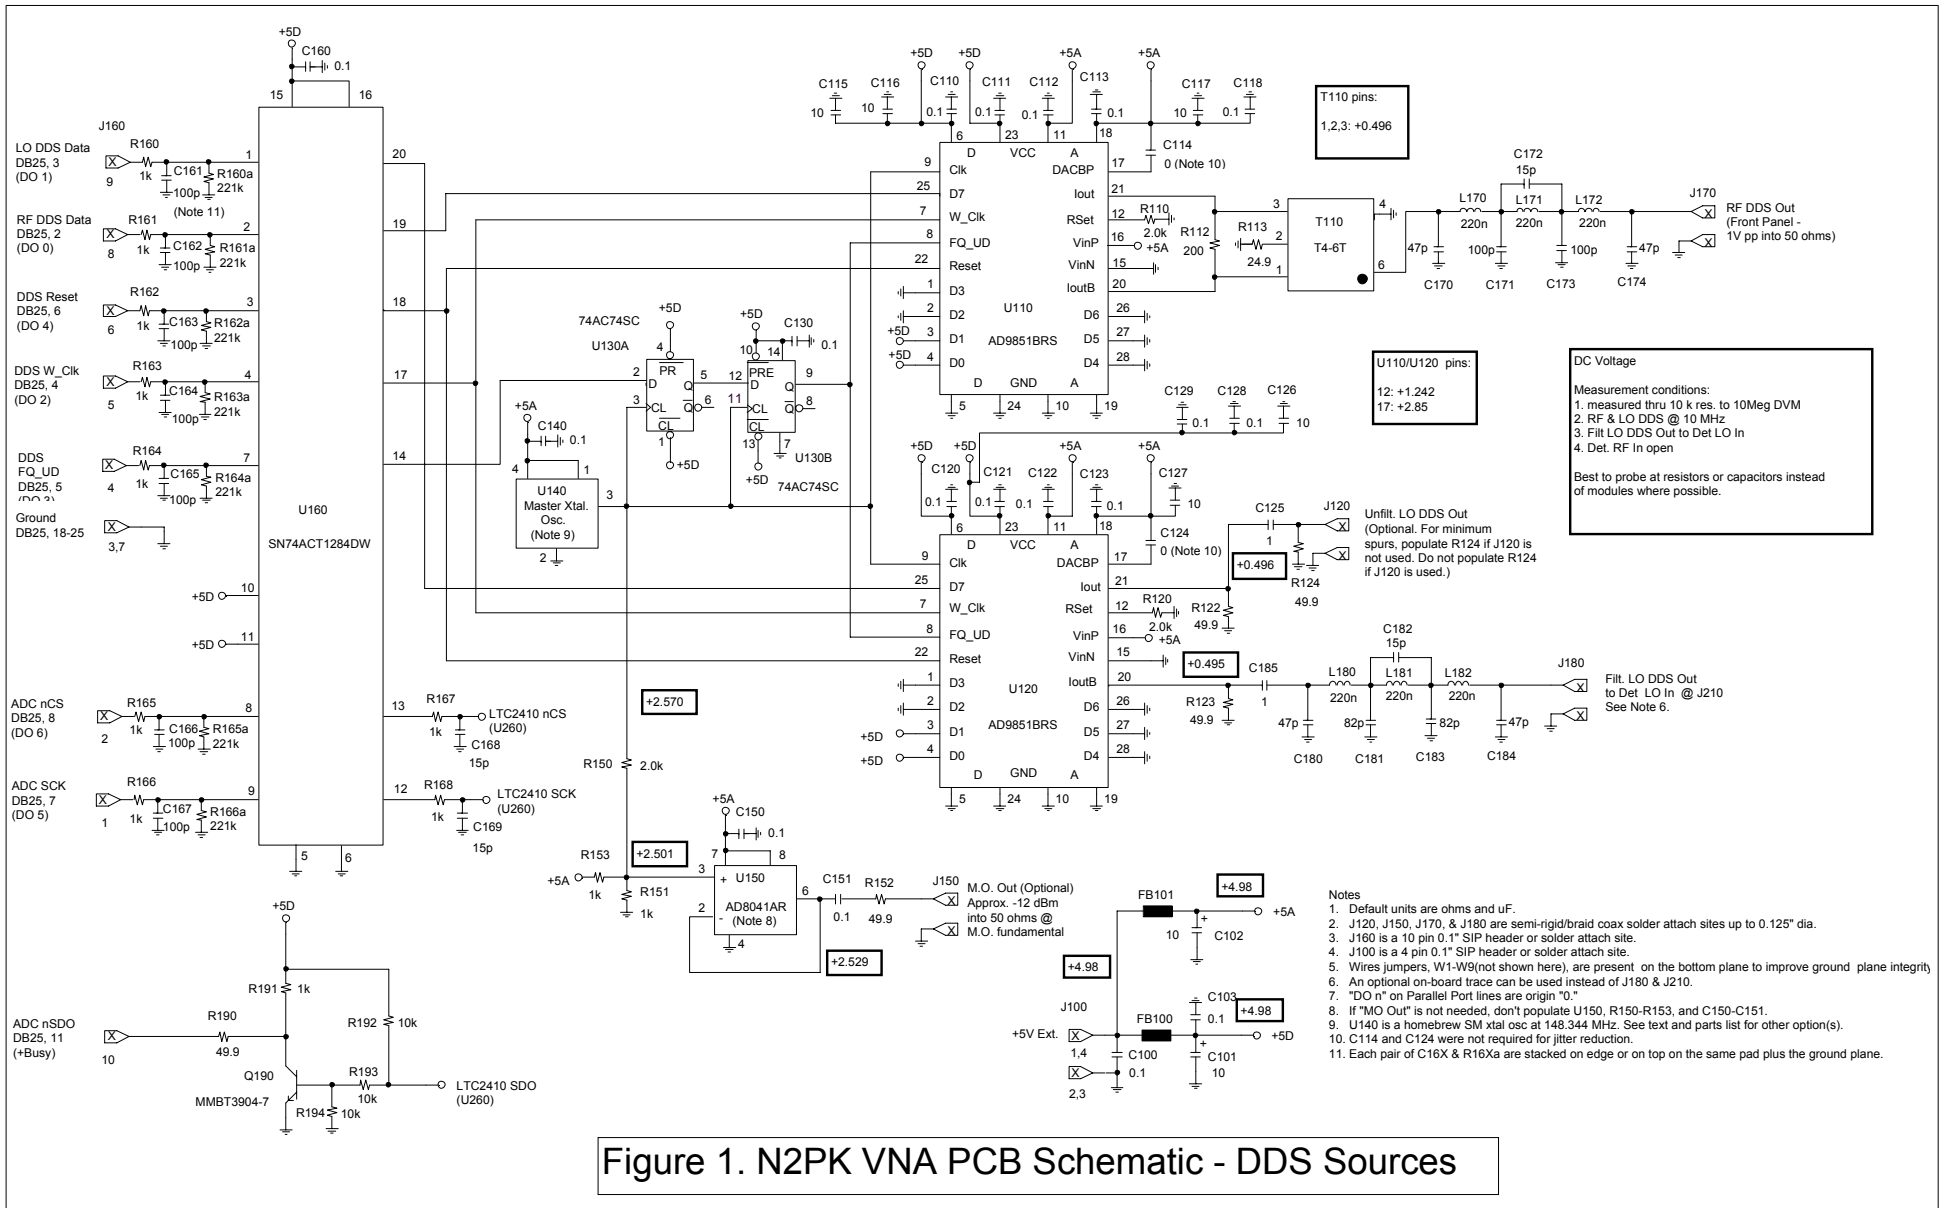 +5D
C160
0.1
15
16
J160
LO DDS Data
DB25, 3
(DO 1)
X
9
R160
1k
C161
100p
R160a
221k
(Note 11)
1
RF DDS Data
DB25, 2
(DO 0)
X
8
R161
1k
C162
100p
R161a
221k
2
DDS Reset
DB25, 6
(DO 4)
X
6
R162
1k
C163
100p
R162a
221k
3
DDS W_Clk
DB25, 4
(DO 2)
X
5
R163
1k
C164
100p
R163a
221k
4
DDS
FQ_UD
DB25, 5
(DO 3)
X
4
R164
1k
C165
100p
R164a
221k
7
Ground
DB25, 18-25
X
3,7
+5D
10
+5D
11
ADC nCS
DB25, 8
(DO 6)
X
2
R165
1k
C166
100p
R165a
221k
8
ADC SCK
DB25, 7
(DO 5)
X
1
R166
1k
C167
100p
R166a
221k
9
U160
SN74ACT1284DW
5
6
20
19
18
17
14
13
R167
1k
C168
15p
LTC2410 nCS
(U260)
12
R168
1k
C169
15p
LTC2410 SCK
(U260)
+5D
R191
1k
R192
10k
ADC nSDO
DB25, 11
(+Busy)
X
10
R190
49.9
Q190
MMBT3904-7
R193
10k
R194
10k
LTC2410 SDO
(U260)
74AC74SC
U130A
+5D
4
PR
2
D
Q
5
3
CL
Q
6
CL
1
+5D
+5D
C130
0.1
10
14
PRE
12
D
Q
9
11
CL
Q
8
CL
13
7
+5D
U130B
74AC74SC
+5A
C140
0.1
4
1
U140
Master Xtal.
Osc.
(Note 9)
3
2
+2.570
R150
2.0k
R153
+5A
1k
+2.501
R151
1k
+5A
C150
0.1
7
8
3
+
U150
2
-
AD8041AR
(Note 8)
6
4
+2.529
C151
0.1
R152
49.9
J150
X
X
M.O. Out (Optional)
Approx. -12 dBm
into 50 ohms @
M.O. fundamental
C115
10
C116
10
+5D
C110
0.1
+5D
C111
0.1
C112
0.1
+5A
C113
0.1
+5A
C117
10
C118
0.1
6
23
11
18
D
VCC
A
9
Clk
25
D7
7
W_Clk
8
FQ_UD
22
Reset
1
D3
2
D2
+5D
3
D1
+5D
4
D0
U110
AD9851BRS
D
GND
A
5
24
10
19
DACBP
17
C114
0 (Note 10)
Iout
21
RSet
12
R110
2.0k
VinP
16
+5A
VinN
15
IoutB
20
D6
26
D5
27
D4
28
R112
200
R113
24.9
3
2
1
T110
T4-6T
4
6
T110 pins:
1,2,3: +0.496
47p
C170
L170
220n
100p
C171
C172
15p
L171
220n
100p
C173
L172
220n
47p
C174
J170
X
X
RF DDS Out
(Front Panel -
1V pp into 50 ohms)
U110/U120 pins:
12: +1.242
17: +2.85
DC Voltage
Measurement conditions:
1. measured thru 10 k res. to 10Meg DVM
2. RF & LO DDS @ 10 MHz
3. Filt LO DDS Out to Det LO In
4. Det. RF In open
Best to probe at resistors or capacitors instead
of modules where possible.
C129
0.1
C128
0.1
C126
10
+5D
C120
0.1
+5D
C121
0.1
C122
0.1
+5A
C123
0.1
+5A
C127
10
6
23
11
18
D
VCC
A
9
Clk
25
D7
7
W_Clk
8
FQ_UD
22
Reset
1
D3
2
D2
+5D
3
D1
+5D
4
D0
U120
AD9851BRS
D
GND
A
5
24
10
19
DACBP
17
C124
0 (Note 10)
Iout
21
RSet
12
R120
2.0k
VinP
16
+5A
VinN
15
IoutB
20
D6
26
D5
27
D4
28
R122
49.9
C125
1
+0.496
R124
49.9
J120
X
X
Unfilt. LO DDS Out
(Optional. For minimum
spurs, populate R124 if J120 is
not used. Do not populate R124
if J120 is used.)
+0.495
R123
49.9
C185
1
47p
C180
L180
220n
82p
C181
C182
15p
L181
220n
82p
C183
L182
220n
47p
C184
J180
X
X
Filt. LO DDS Out
to Det LO In @ J210
See Note 6.
+4.98
FB101
+4.98
+5A
+
10
C102
J100
+5V Ext.
X
1,4
X
2,3
C100
0.1
FB100
C103
0.1
+4.98
+5D
+
C101
10
Notes
1. Default units are ohms and uF.
2. J120, J150, J170, & J180 are semi-rigid/braid coax solder attach sites up to 0.125" dia.
3. J160 is a 10 pin 0.1" SIP header or solder attach site.
4. J100 is a 4 pin 0.1" SIP header or solder attach site.
5. Wires jumpers, W1-W9(not shown here), are present on the bottom plane to improve ground plane integrity
6. An optional on-board trace can be used instead of J180 & J210.
7. "DO n" on Parallel Port lines are origin "0."
8. If "MO Out" is not needed, don't populate U150, R150-R153, and C150-C151.
9. U140 is a homebrew SM xtal osc at 148.344 MHz. See text and parts list for other option(s).
10. C114 and C124 were not required for jitter reduction.
11. Each pair of C16X & R16Xa are stacked on edge or on top on the same pad plus the ground plane.
Figure 1. N2PK VNA PCB Schematic - DDS Sources